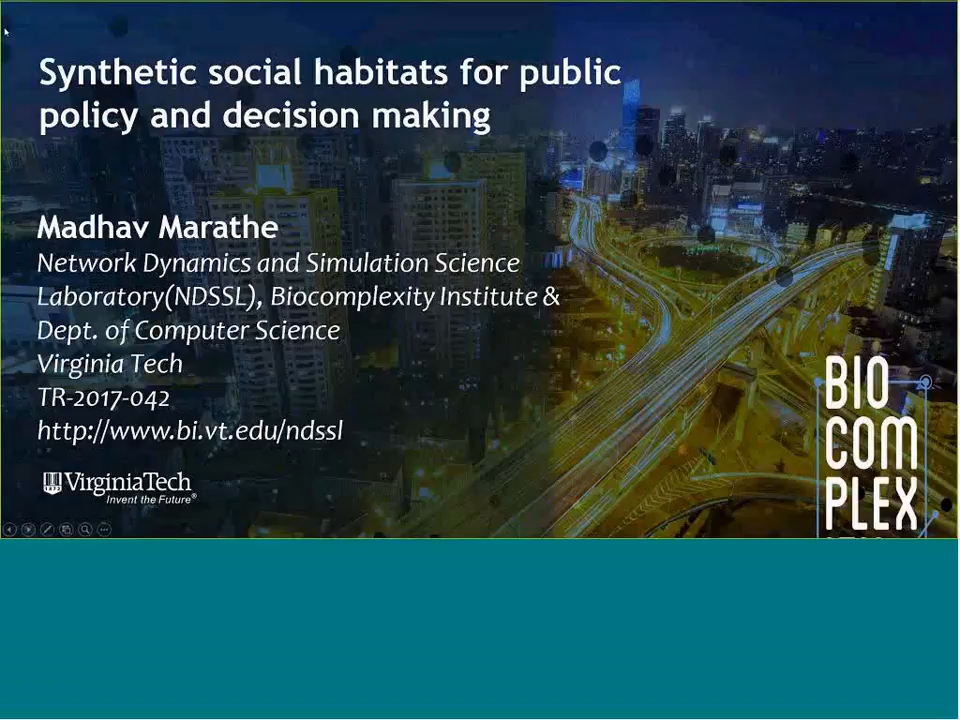 Synthetic social habitats for public
policy and decision making
Madhav Marathe
Network Dynamics and Simulation Science
Laboratory(NDSSL), Biocomplexity Institute &
Dept. of Computer Science
Virginia Tech
TR-2017-042
http://www.bi.vt.edu/ndssl
VirginiaTech
Invent the Future®
BIO
COM
PLEX